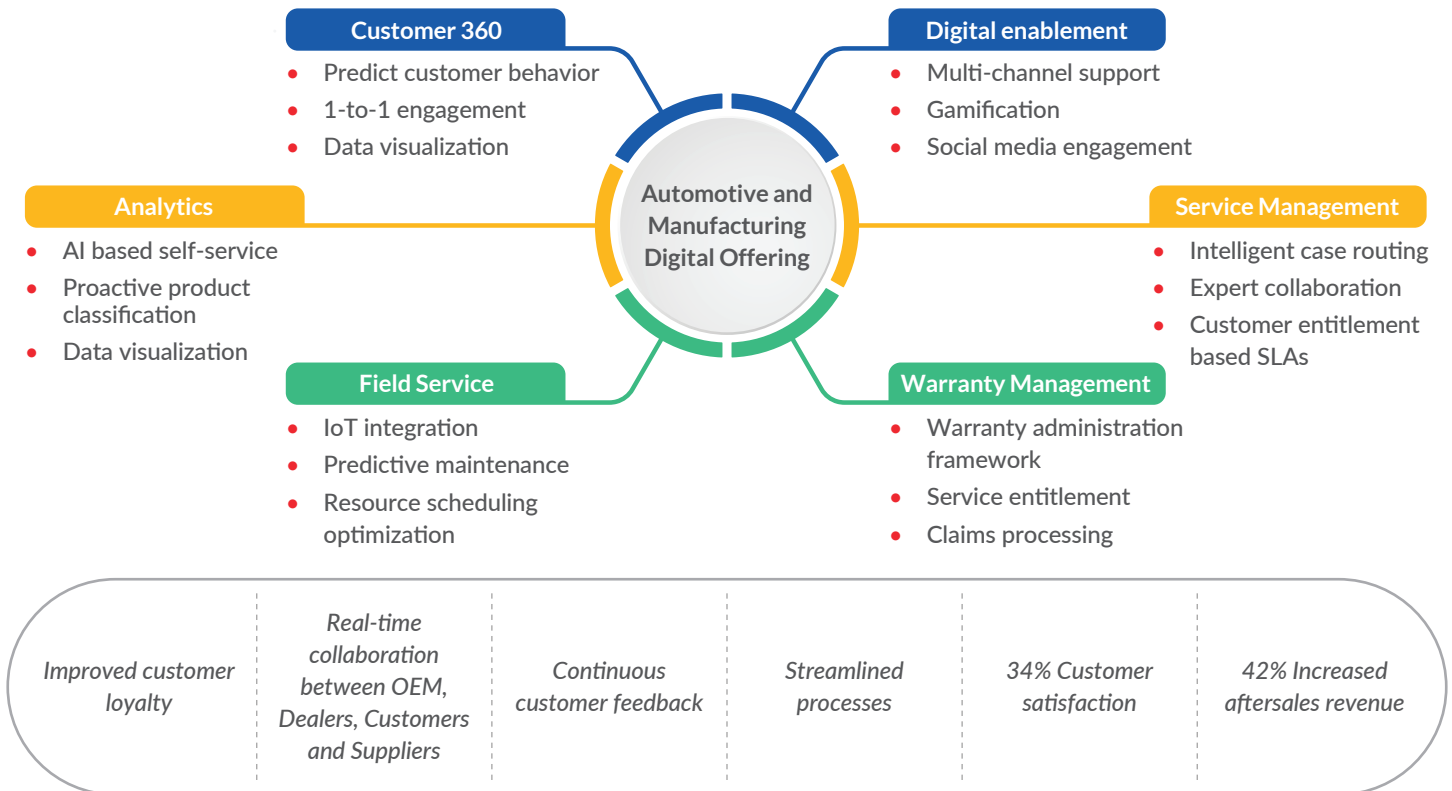 Customer 360
Predict customer behavior
1-to-1 engagement
Data visualization
Digital enablement
Multi-channel support
Gamification
Social media engagement
Automotive and
Manufacturing
Digital Offering
Analytics
AI based self-service
Proactive product
classification
Data visualization
Service Management
Intelligent case routing
Expert collaboration
Customer entitlement
based SLAs
Field Service
IoT integration
Predictive maintenance
Resource scheduling
optimization
Warranty Management
Warranty administration
framework
Service entitlement
Claims processing
Improved customer
loyalty
Real-time
collaboration
between OEM,
Dealers, Customers
and Suppliers
Continuous
customer feedback
Streamlined
processes
34% Customer
satisfaction
42% Increased
aftersales revenue